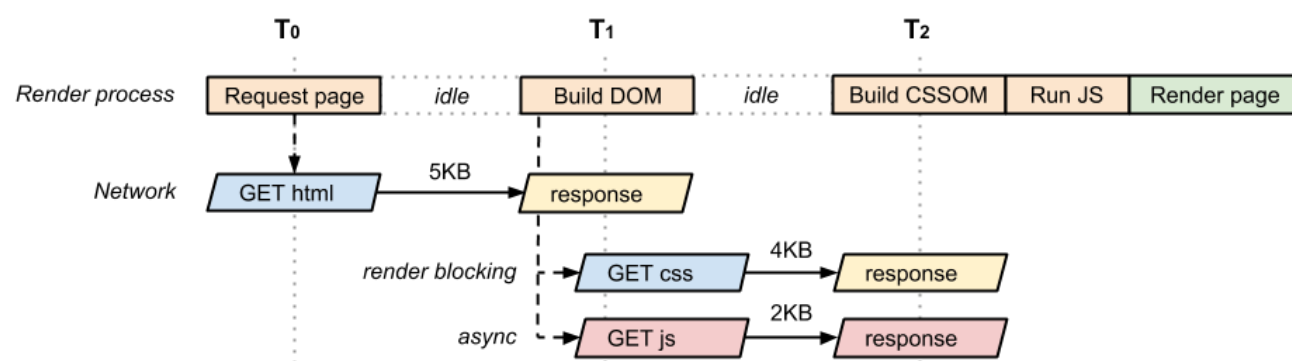 T0 T1 T2
Render process Request page idle Build DOM idle Build CSSOM Run JS Render page
Network GET html 5KB response
render blocking GET css 4KB response
async GET js 2KB response